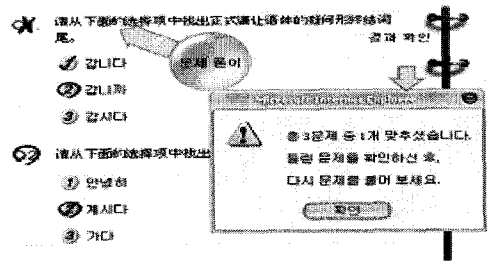 请从下面的选择项中找出正式谦让语体的疑问形终结词
尾。
결과 확인
① 갑니다
문제 풀이
② 갑니까
③ 갑시다
Microsoft Internet Explorer
총 3문제 중 1개 맞추셨습니다.
틀린 문제를 확인하신 후,
다시 문제를 풀어 보세요.
확인
请从下面的选择项中找出
① 안녕히
② 계시다
③ 가다